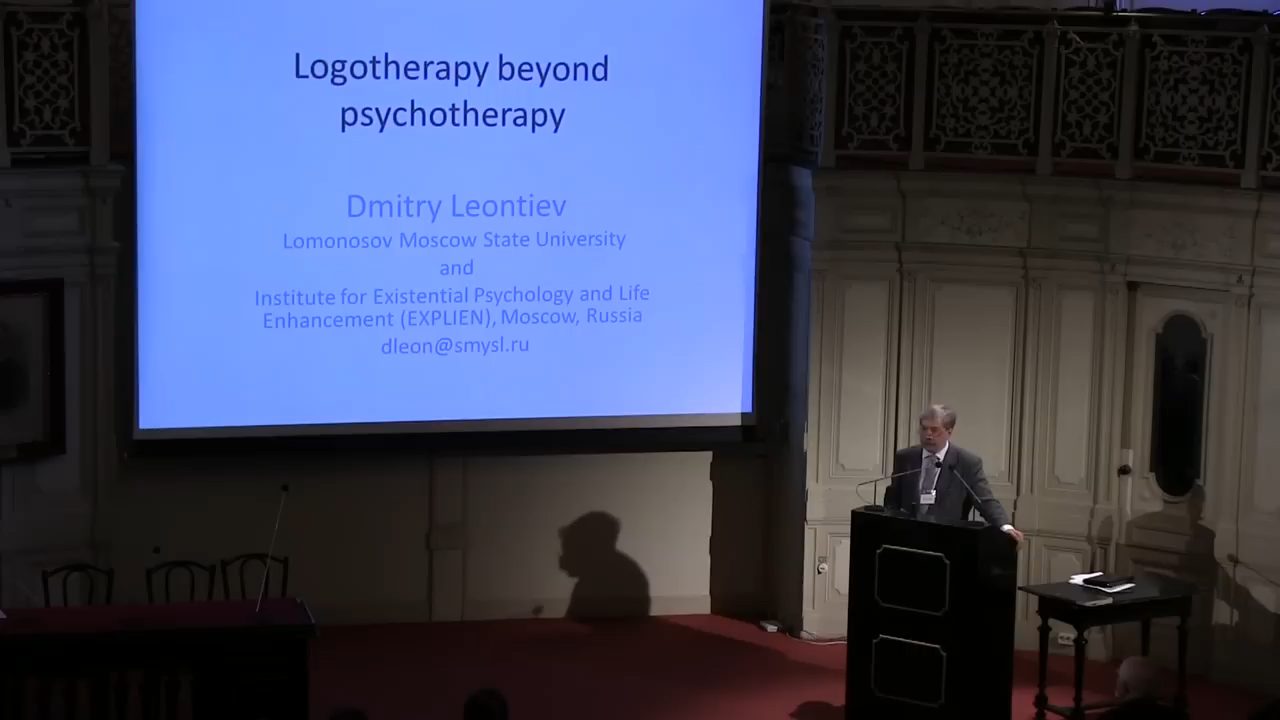 Logotherapy beyond
psychotherapy
Dmitry Leontiev
Lomonosov Moscow State University
and
Institute for Existential Psychology and Life
Enhancement (EXPLIEN), Moscow, Russia
dleon@smysl.ru